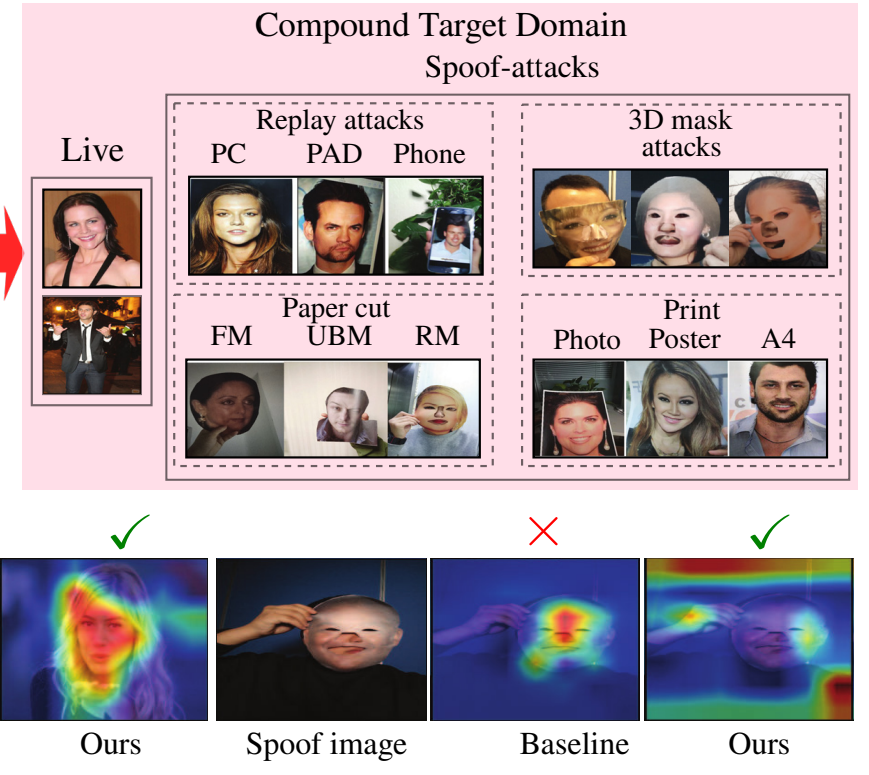 Compound Target Domain
Spoof-attacks
Live
Replay attacks
PC PAD Phone
3D mask
attacks
Paper cut
FM UBM RM
Print
Photo Poster A4
Ours Spoof image Baseline Ours